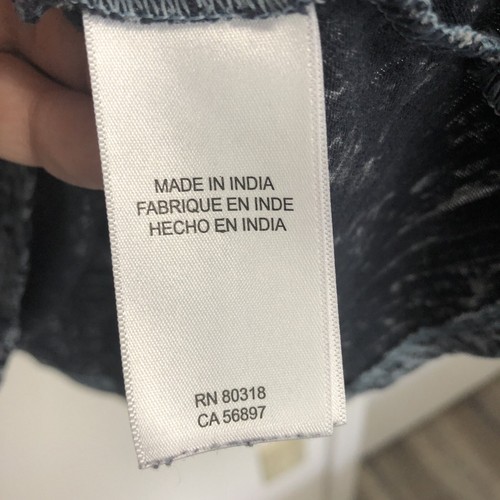 MADE IN INDIA
FABRIQUE EN INDE
HECHO EN INDIA
RN 80318
CA 56897